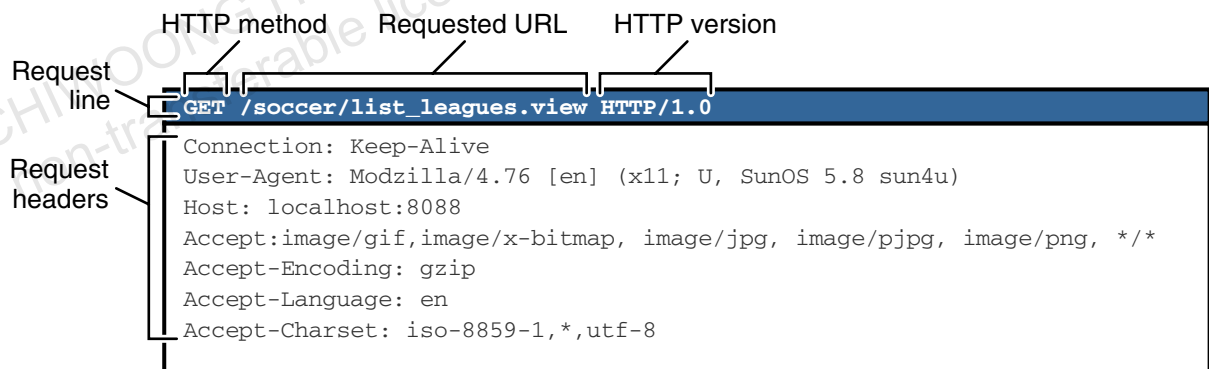 HTTP method Requested URL HTTP version
Request
line
GET /soccer/list_leagues.view HTTP/1.0
Request
headers
Connection: Keep-Alive
User-Agent: Modzilla/4.76 [en] (x11; U, SunOS 5.8 sun4u)
Host: localhost:8088
Accept:image/gif,image/x-bitmap, image/jpg, image/pjpg, image/png, */*
Accept-Encoding: gzip
Accept-Language: en
Accept-Charset: iso-8859-1,*,utf-8